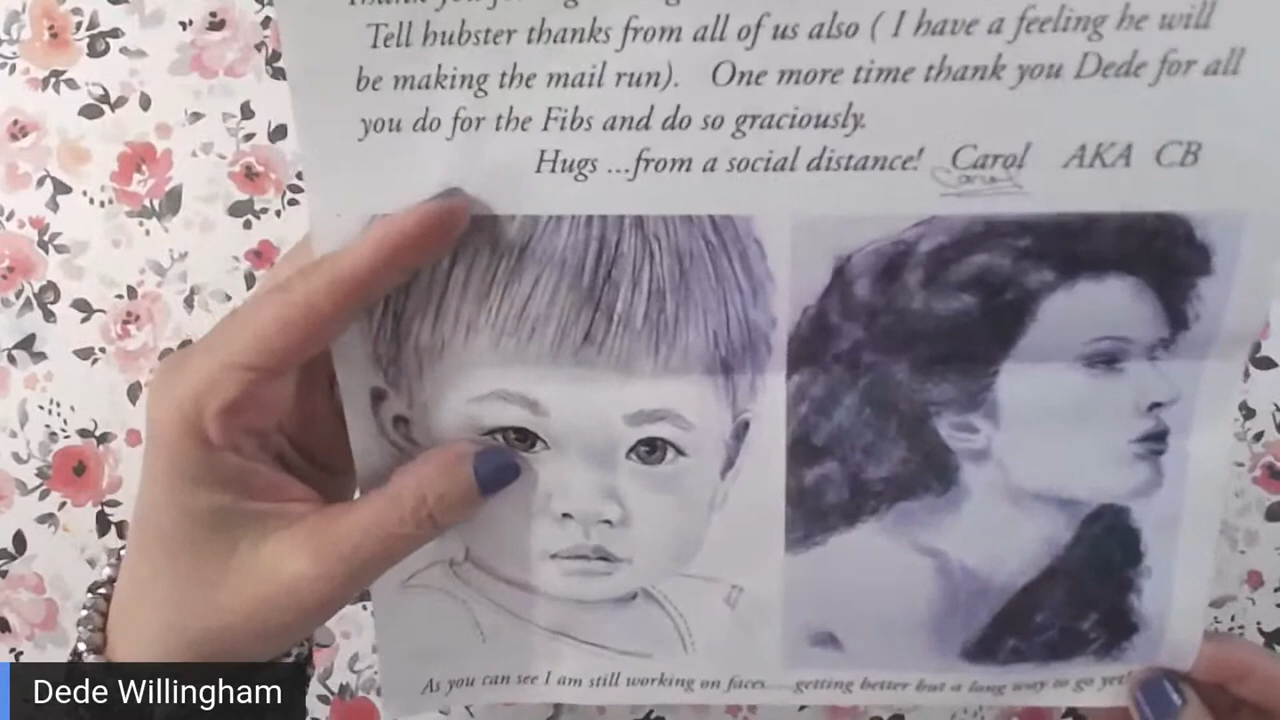 Tell hubster thanks from all of us also ( I have a feeling he will
be making the mail run). One more time thank you Dede for all
you do for the Fibs and do so graciously.
Hugs ...from a social distance! Carol AKA CB
Carol
As you can see I am still working on faces.....getting better but a long way to go yet!
Dede Willingham